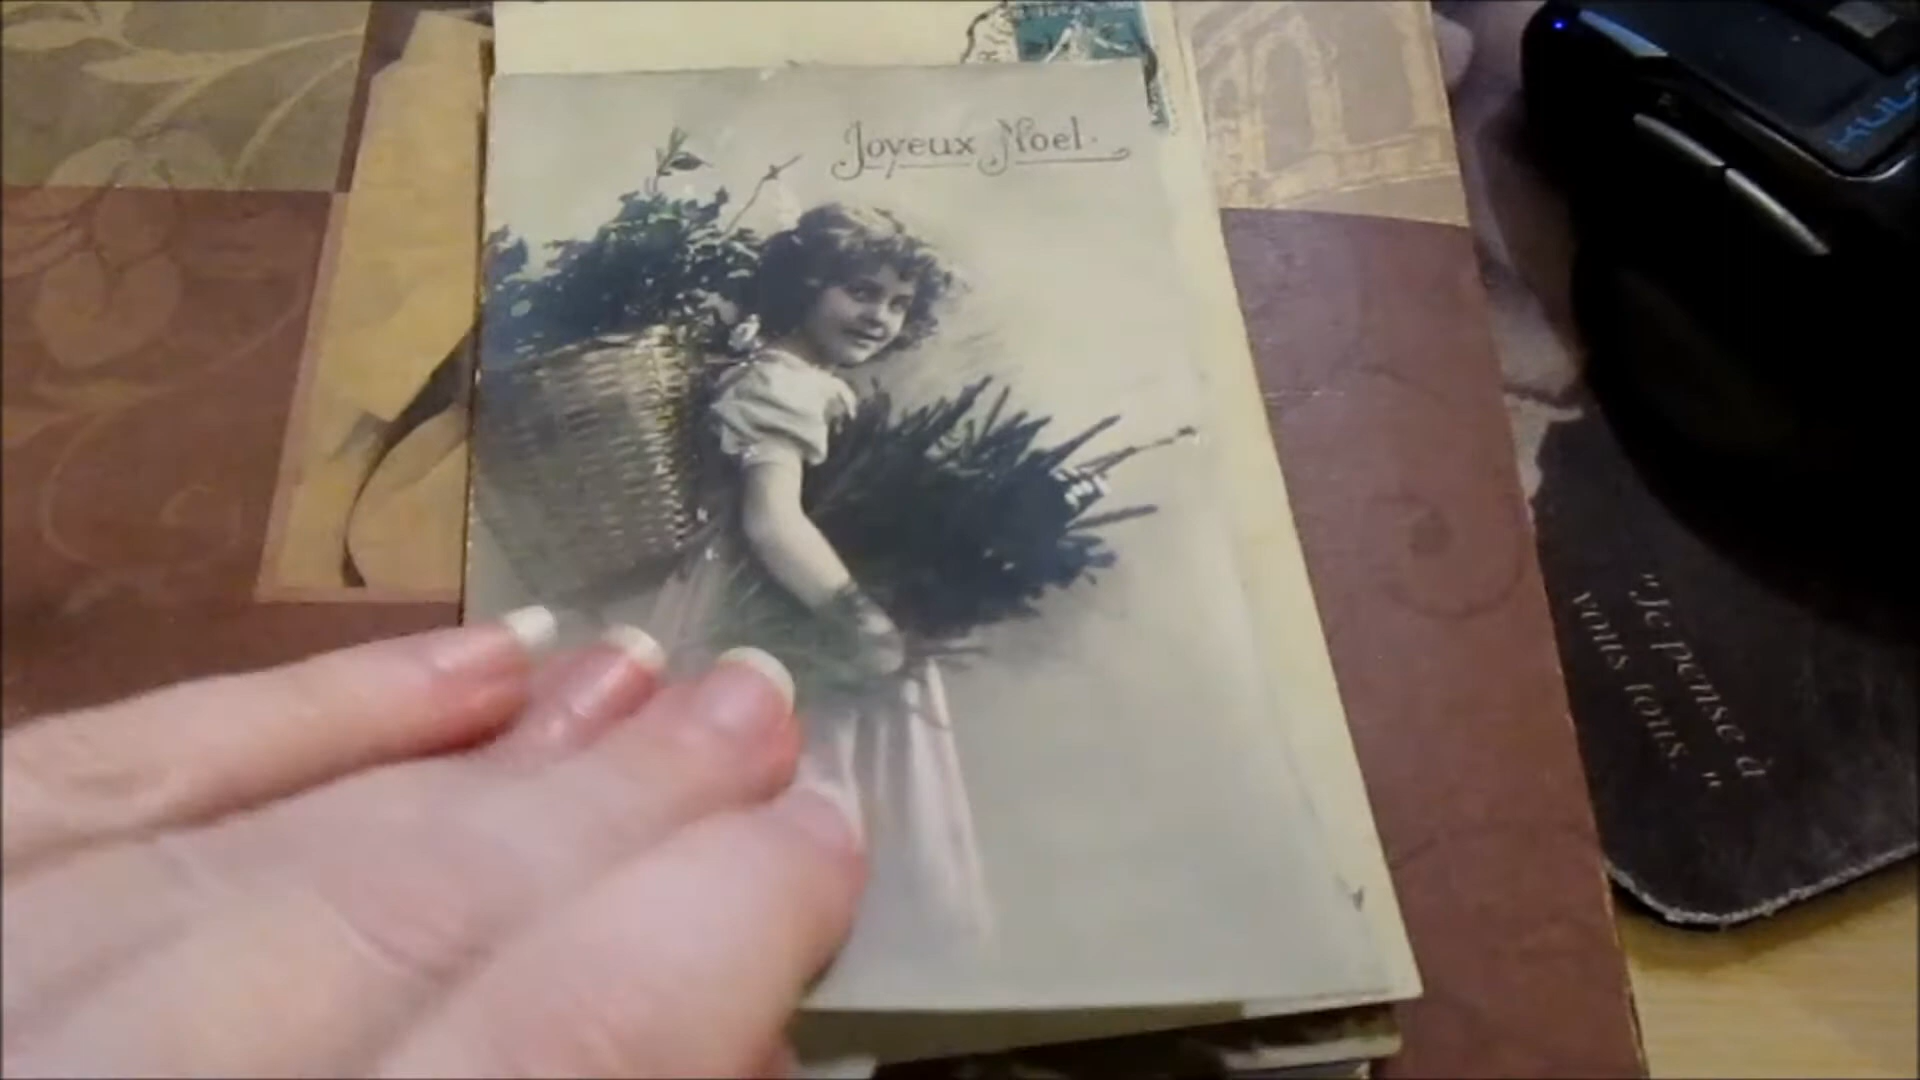 Joyeux Noel.
"Je pense à
vous tous. "